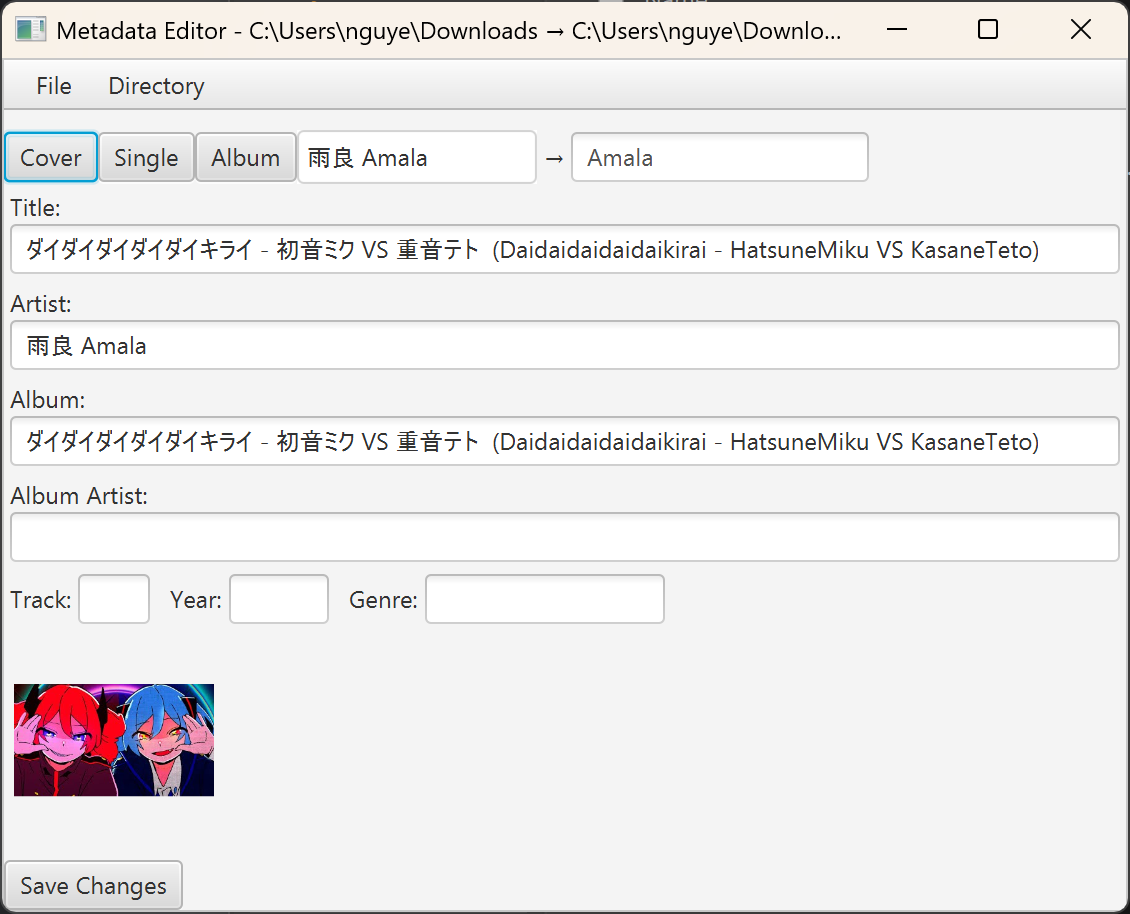 Metadata Editor - C:\Users\nguye\Downloads → C:\Users\nguye\Downlo...
File Directory
Cover Single Album 雨良 Amala → Amala
Title:
ダイダイダイダイダイキライ - 初音ミク VS 重音テト (Daidaidaidaidaikirai - HatsuneMiku VS KasaneTeto)
Artist:
雨良 Amala
Album:
ダイダイダイダイダイキライ - 初音ミク VS 重音テト (Daidaidaidaidaikirai - HatsuneMiku VS KasaneTeto)
Album Artist:
Track: Year: Genre:
Save Changes